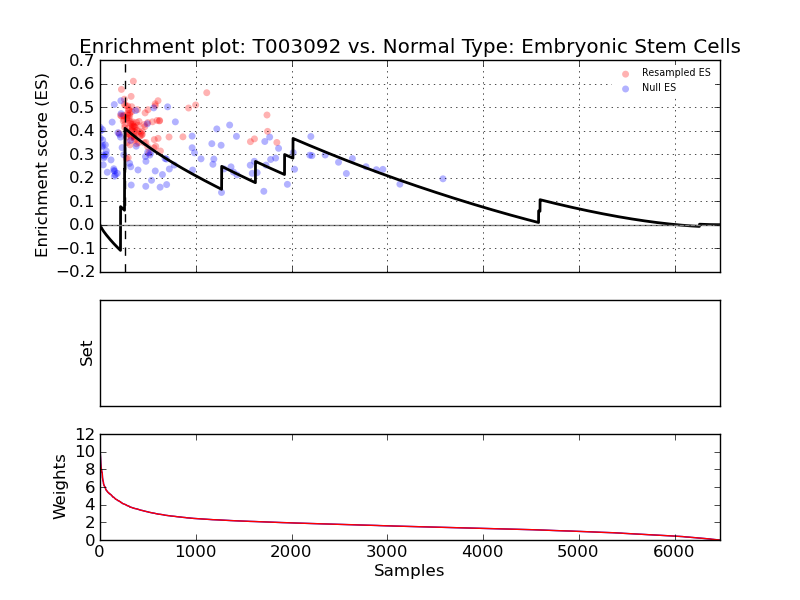 Enrichment plot: T003092 vs. Normal Type: Embryonic Stem Cells
0.7
0.6
0.5
0.4
0.3
0.2
0.1
0.0
−0.1
−0.2
Enrichment score (ES)
Resampled ES
Null ES
Set
12
10
8
6
4
2
0
Weights
0 1000 2000 3000 4000 5000 6000
Samples